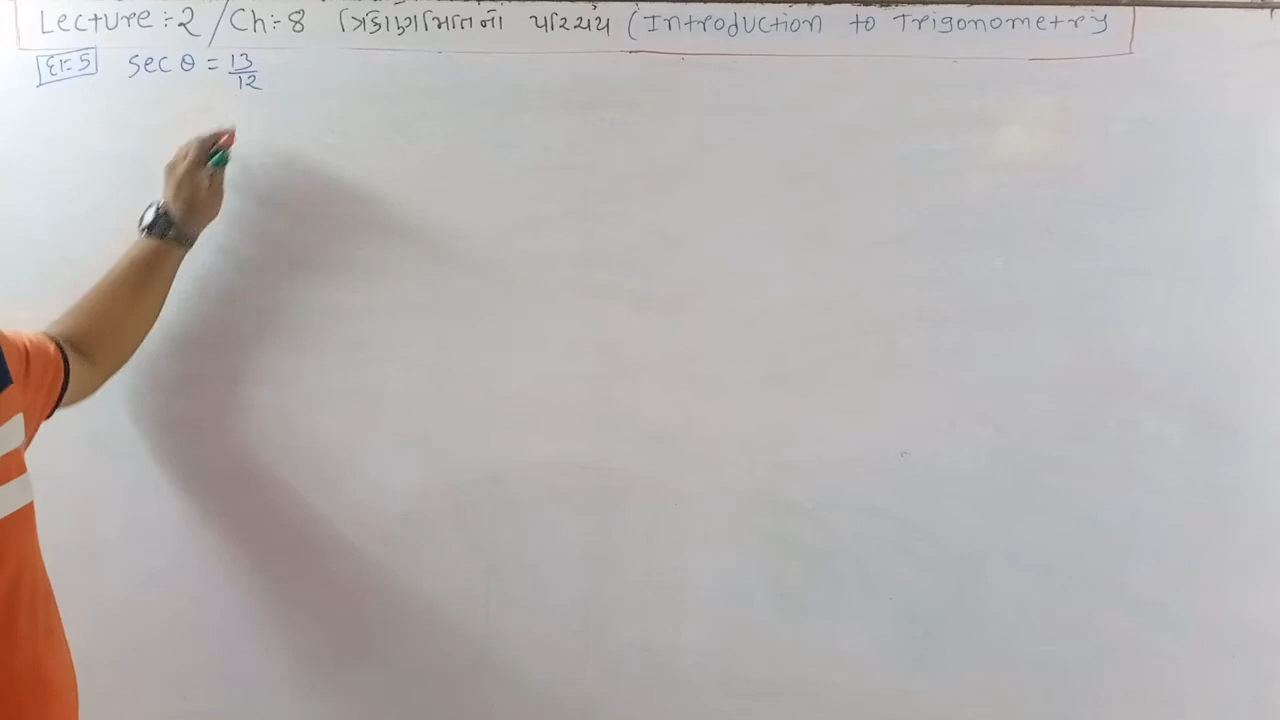 Lecture :- 2 / Ch :- 8 ત્રિકોણમિતિનો પરિચય (Introduction to Trigonometry
દા:- 5 sec θ = 13/12